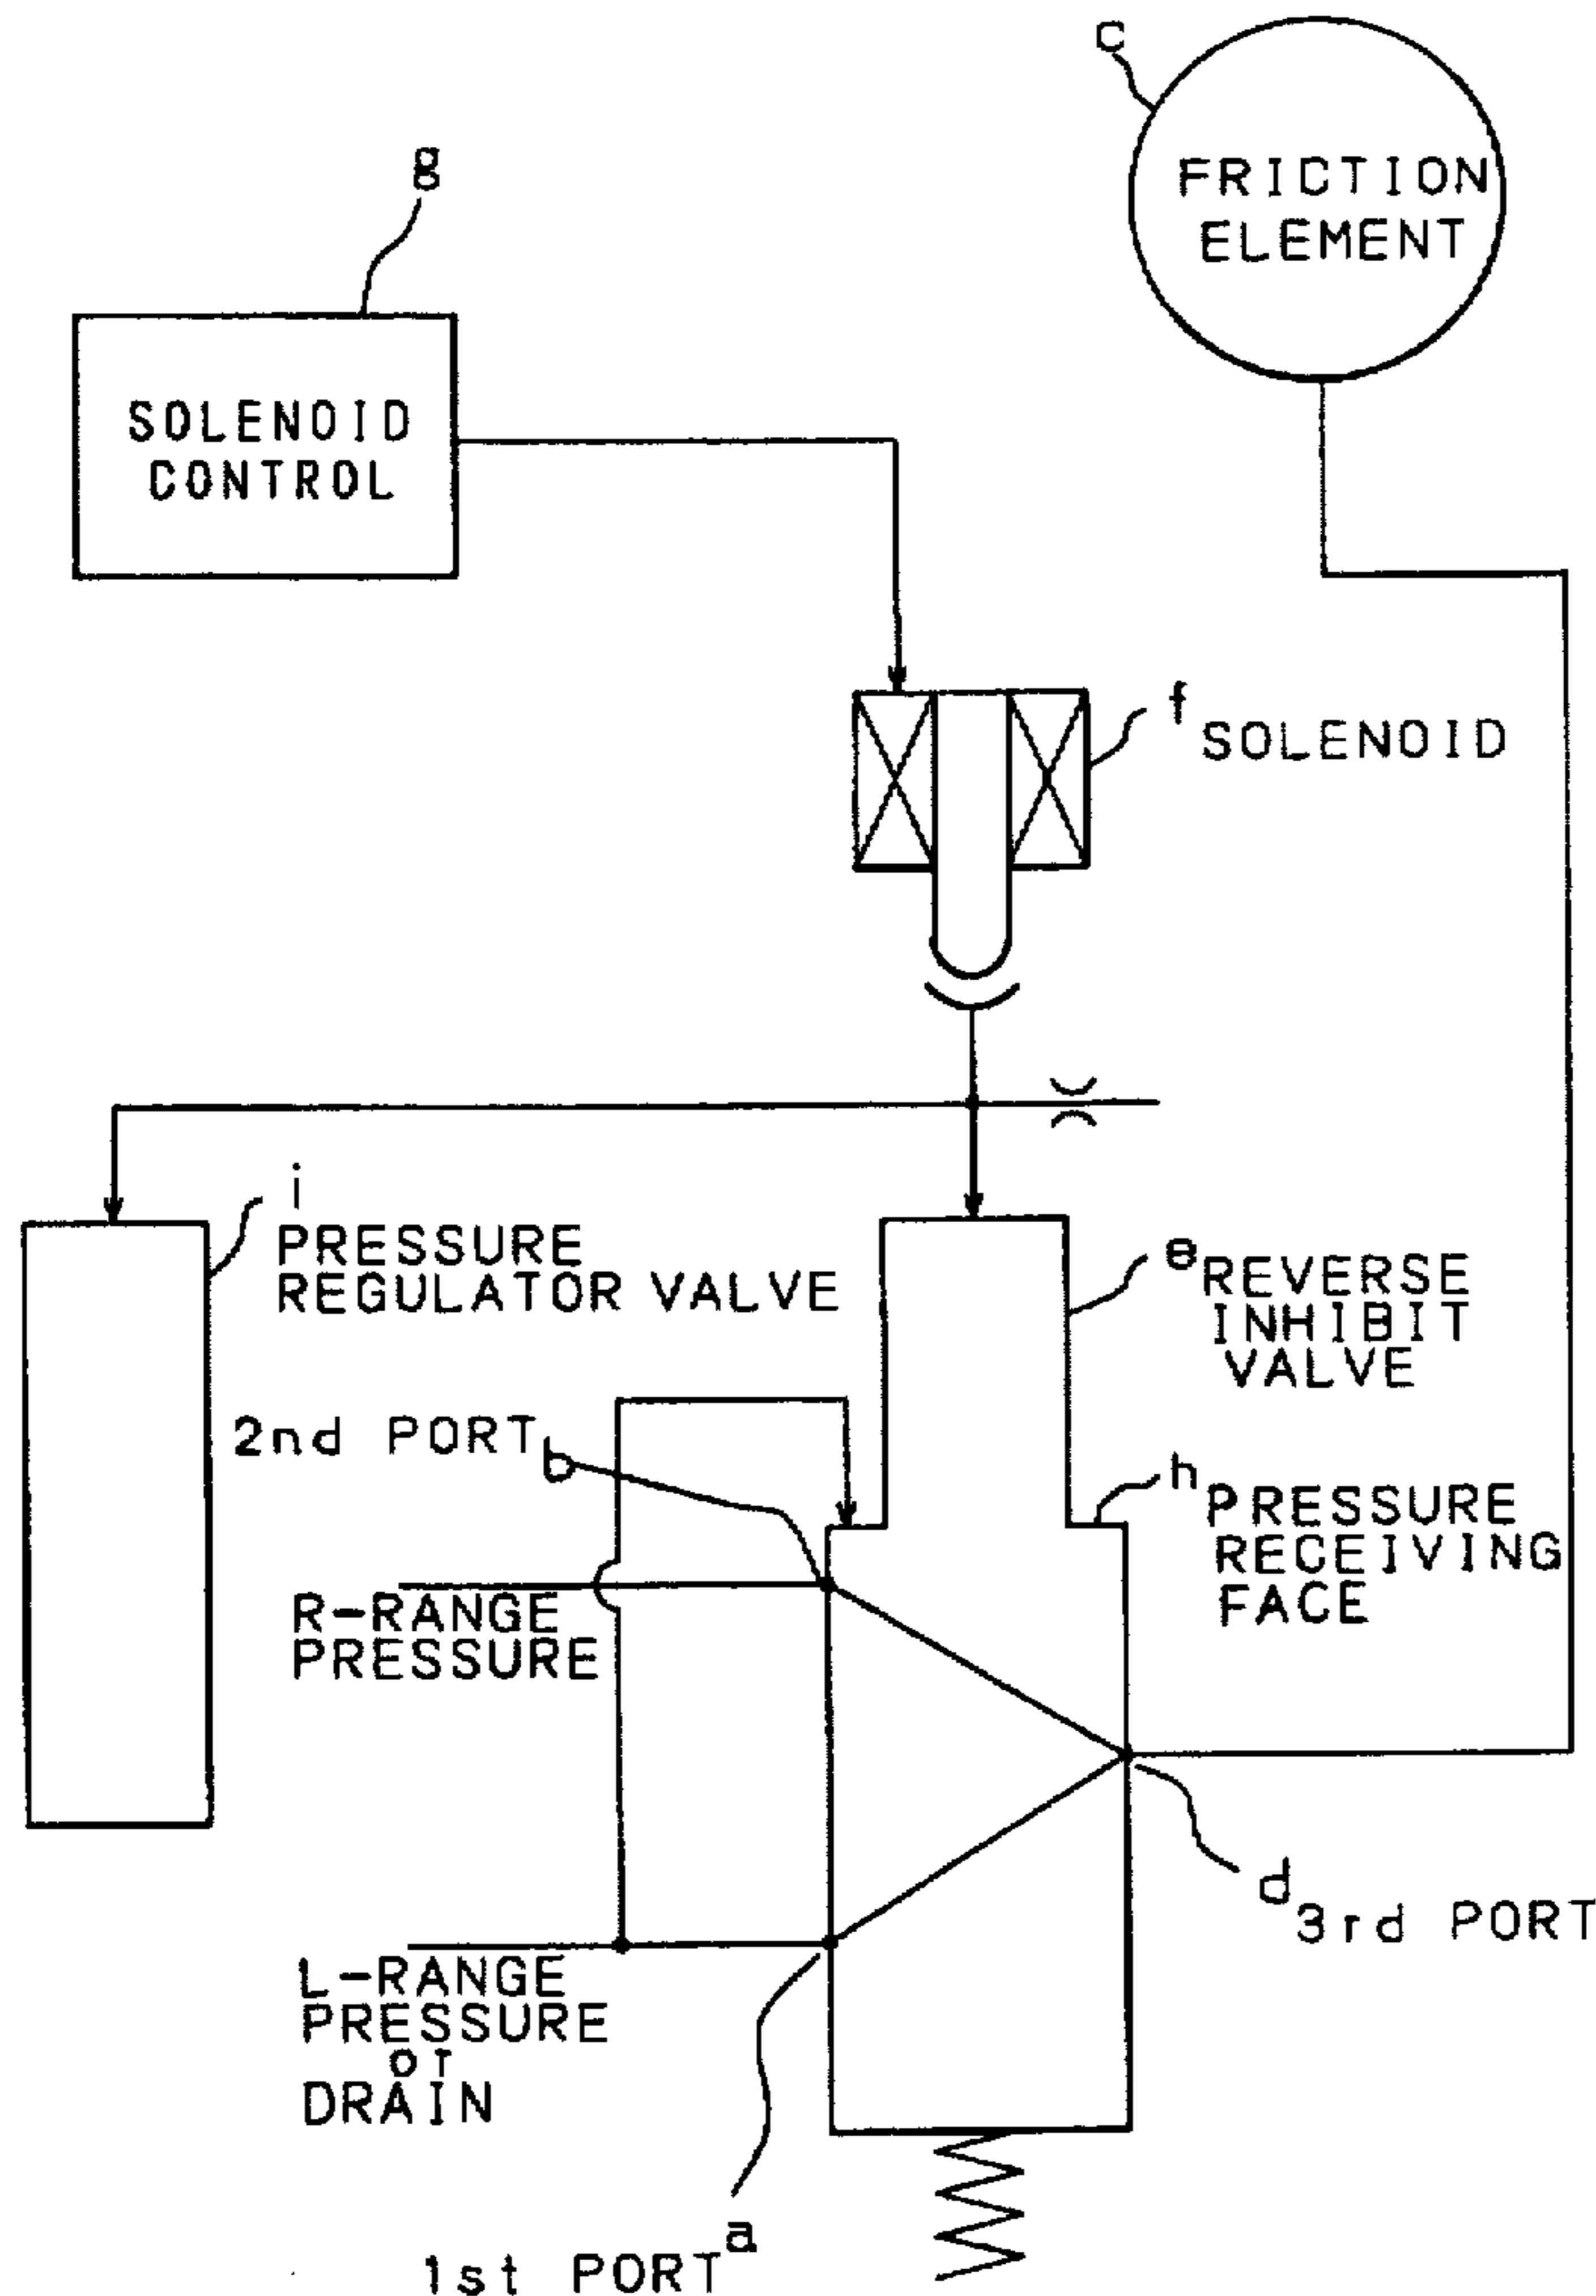 c
FRICTION
ELEMENT
g
SOLENOID
CONTROL
f
SOLENOID
i
PRESSURE
REGULATOR VALVE
e
REVERSE
INHIBIT
VALVE
2nd PORT
b
h
PRESSURE
RECEIVING
FACE
R-RANGE
PRESSURE
d
3rd PORT
L-RANGE
PRESSURE
or
DRAIN
a
1st PORT